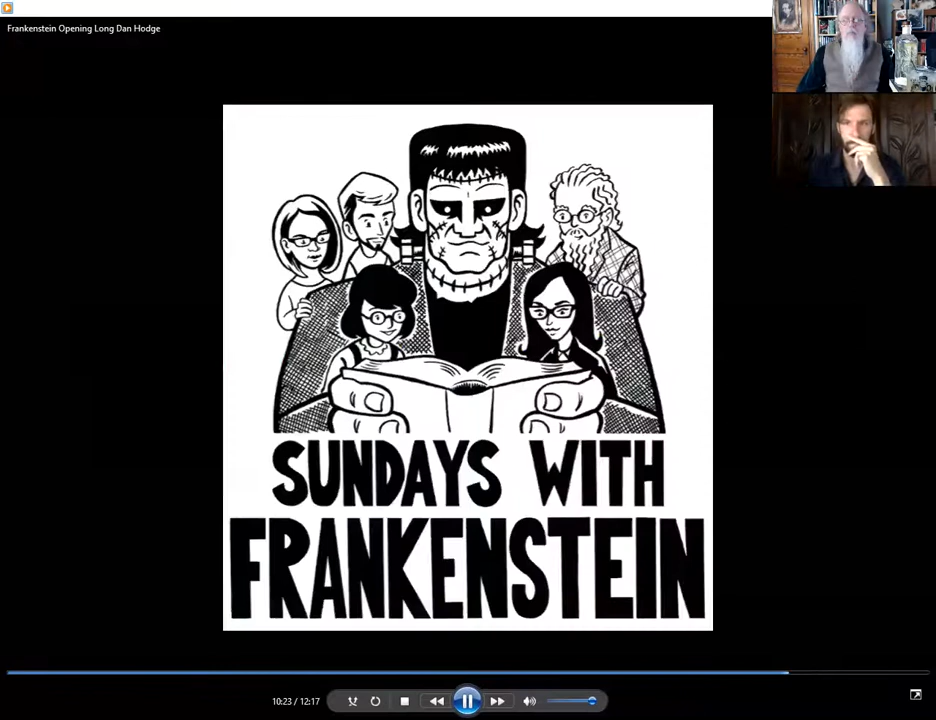 Frankenstein Opening Long Dan Hodge
SUNDAYS WITH
FRANKENSTEIN
10:23 / 12:17